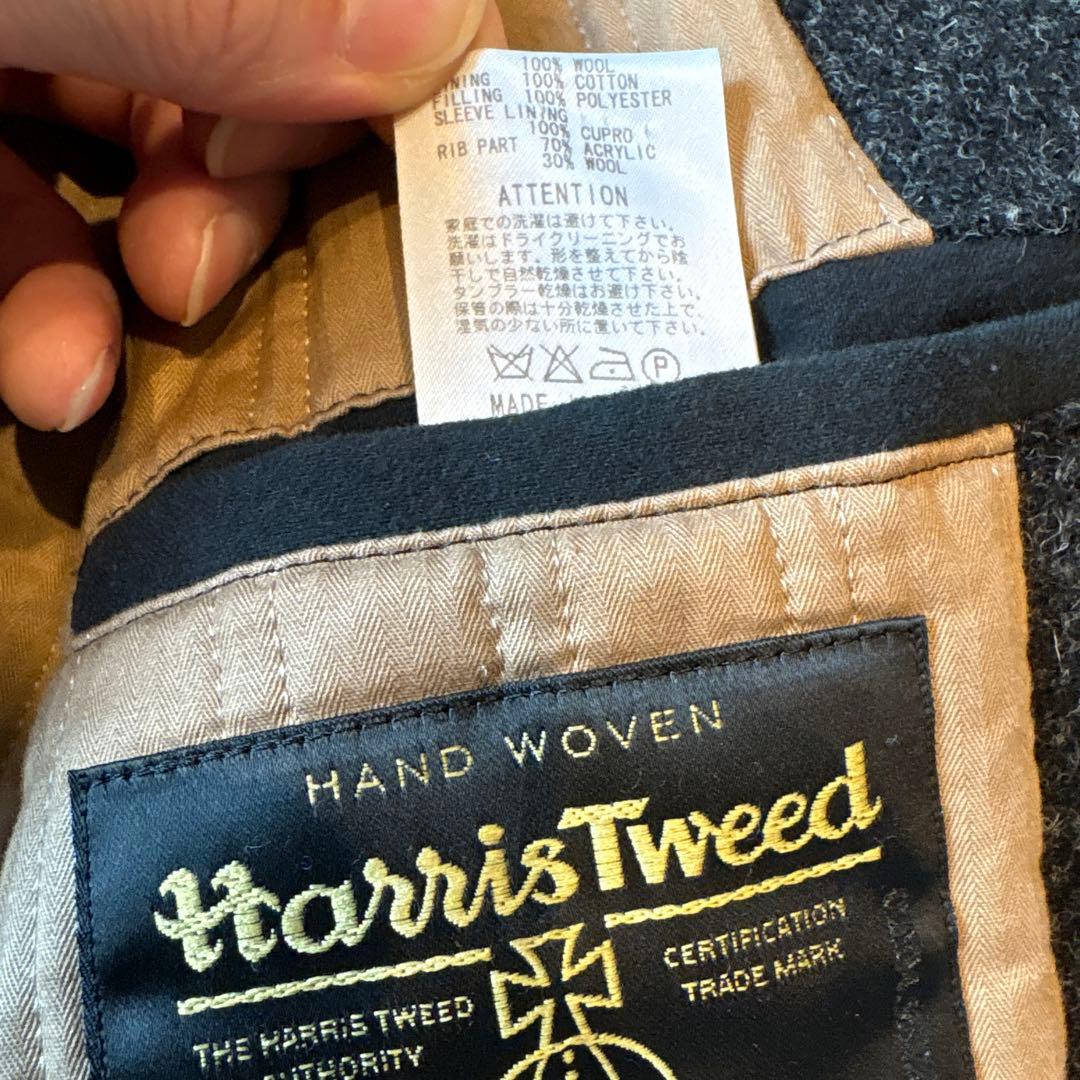 100% WOOL
100% COTTON
FILLING 100% POLYESTER
SLEEVE LINING
100% CUPRO
RIB PART 70% ACRYLIC
30% WOOL
ATTENTION
家庭での洗濯は避けて下さい。
洗濯はドライクリーニングでお
願いします。形を整えてから陰
干しで自然乾燥させて下さい。
タンブラー乾燥はお避け下さい。
保管の際は十分乾燥させた上で、
湿気の少ない所に置いて下さい。
P
MADE
HAND WOVEN
Harris Tweed
CERTIFICATION
TRADE MARK
THE HARRIS TWEED
AUTHORITY